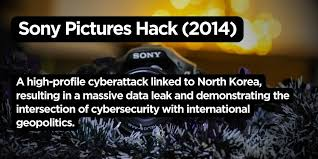 Sony Pictures Hack (2014)
SONY
A high-profile cyberattack linked to North Korea,
resulting in a massive data leak and demonstrating the
intersection of cybersecurity with international
geopolitics.